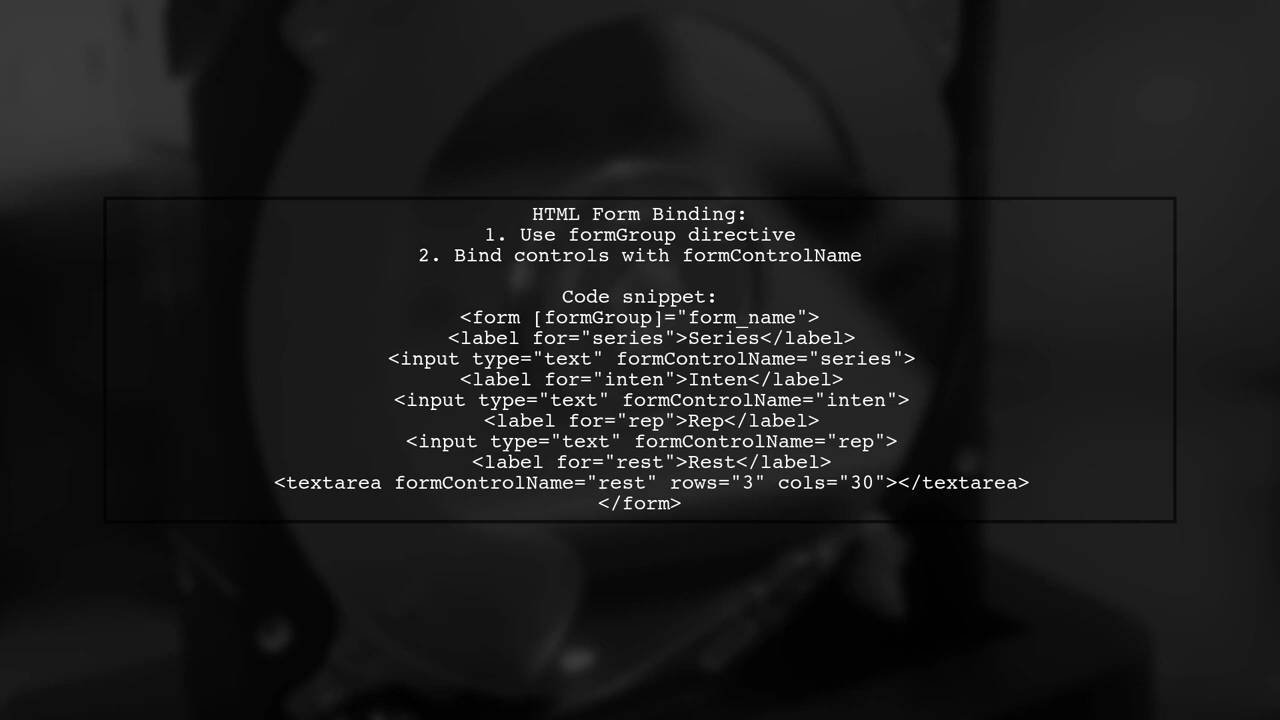 HTML Form Binding:
1. Use formGroup directive
2. Bind controls with formControlName
Code snippet:
<form [formGroup]="form_name">
<label for="series">Series</label>
<input type="text" formControlName="series">
<label for="inten">Inten</label>
<input type="text" formControlName="inten">
<label for="rep">Rep</label>
<input type="text" formControlName="rep">
<label for="rest">Rest</label>
<textarea formControlName="rest" rows="3" cols="30"></textarea>
</form>